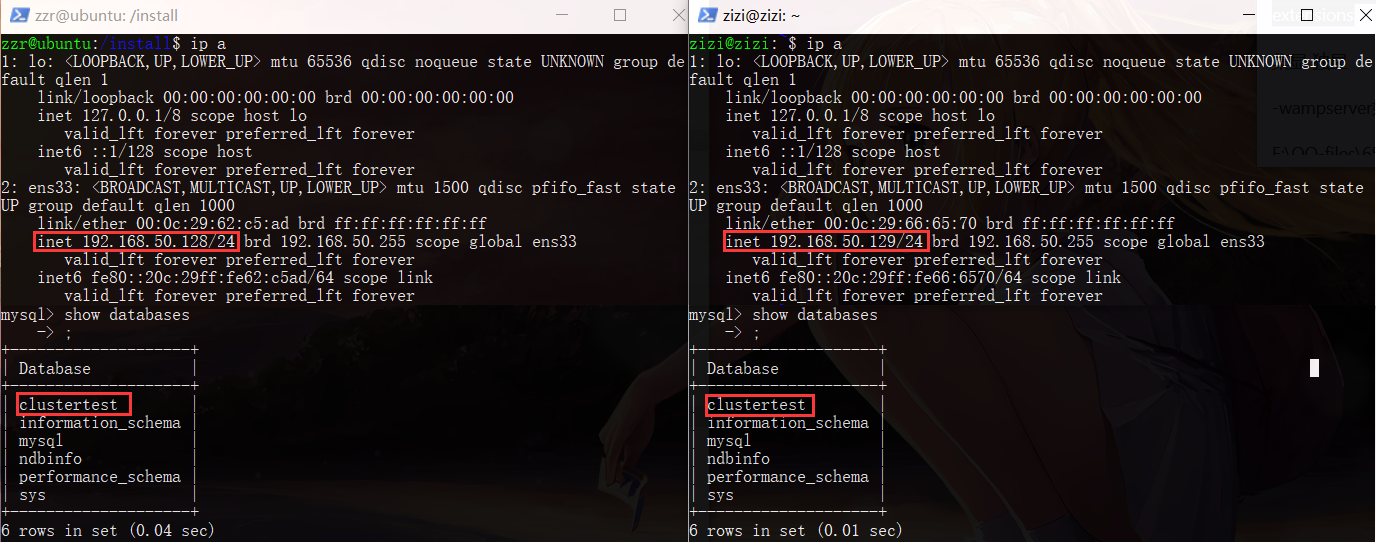 zzr@ubuntu: /install
zzr@ubuntu:/install$ ip a
1: lo: <LOOPBACK,UP,LOWER_UP> mtu 65536 qdisc noqueue state UNKNOWN group de
fault qlen 1
    link/loopback 00:00:00:00:00:00 brd 00:00:00:00:00:00
    inet 127.0.0.1/8 scope host lo
       valid_lft forever preferred_lft forever
    inet6 ::1/128 scope host
       valid_lft forever preferred_lft forever
2: ens33: <BROADCAST,MULTICAST,UP,LOWER_UP> mtu 1500 qdisc pfifo_fast state
UP group default qlen 1000
    link/ether 00:0c:29:62:c5:ad brd ff:ff:ff:ff:ff:ff
    inet 192.168.50.128/24 brd 192.168.50.255 scope global ens33
       valid_lft forever preferred_lft forever
    inet6 fe80::20c:29ff:fe62:c5ad/64 scope link
       valid_lft forever preferred_lft forever
mysql> show databases
    -> ;
+--------------------+
| Database           |
+--------------------+
| clustertest        |
| information_schema |
| mysql              |
| ndbinfo            |
| performance_schema |
| sys                |
+--------------------+
6 rows in set (0.04 sec)
zizi@zizi: ~
zizi@zizi:~$ ip a
1: lo: <LOOPBACK,UP,LOWER_UP> mtu 65536 qdisc noqueue state UNKNOWN group de
fault qlen 1
    link/loopback 00:00:00:00:00:00 brd 00:00:00:00:00:00
    inet 127.0.0.1/8 scope host lo
       valid_lft forever preferred_lft forever
    inet6 ::1/128 scope host
       valid_lft forever preferred_lft forever
2: ens33: <BROADCAST,MULTICAST,UP,LOWER_UP> mtu 1500 qdisc pfifo_fast state
UP group default qlen 1000
    link/ether 00:0c:29:66:65:70 brd ff:ff:ff:ff:ff:ff
    inet 192.168.50.129/24 brd 192.168.50.255 scope global ens33
       valid_lft forever preferred_lft forever
    inet6 fe80::20c:29ff:fe66:6570/64 scope link
       valid_lft forever preferred_lft forever
mysql> show databases
    -> ;
+--------------------+
| Database           |
+--------------------+
| clustertest        |
| information_schema |
| mysql              |
| ndbinfo            |
| performance_schema |
| sys                |
+--------------------+
6 rows in set (0.01 sec)
extensions
-wampserver